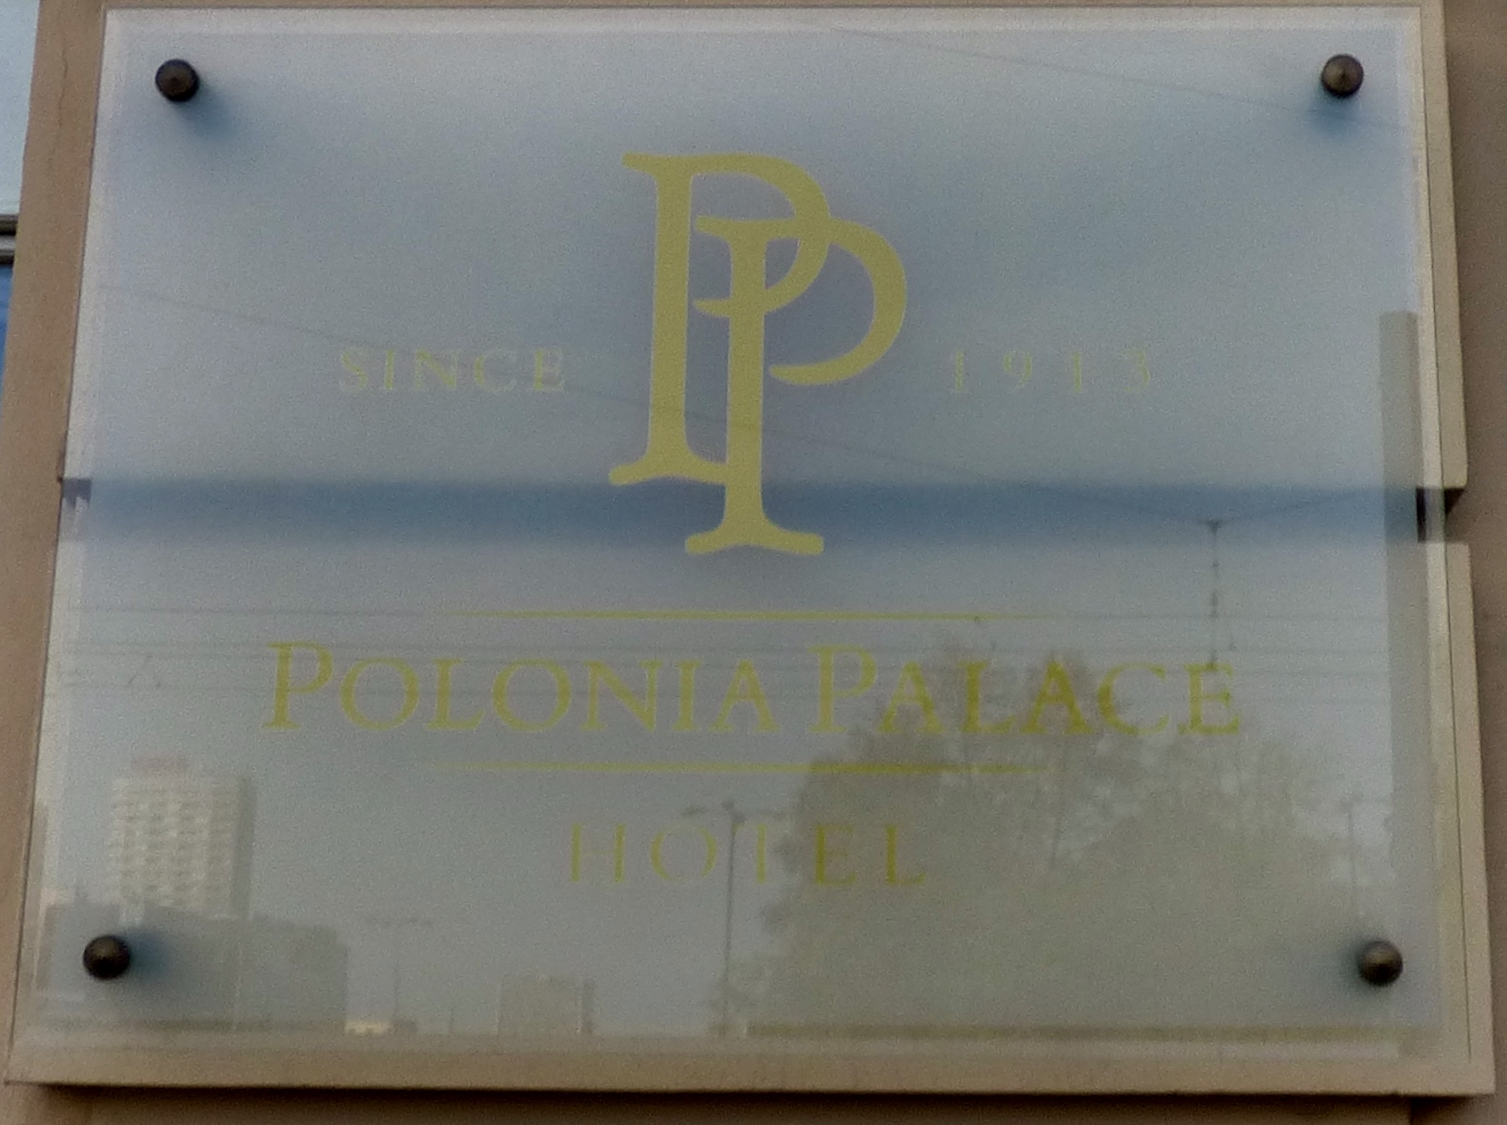 PP
SINCE 1913
POLONIA PALACE
HOTEL